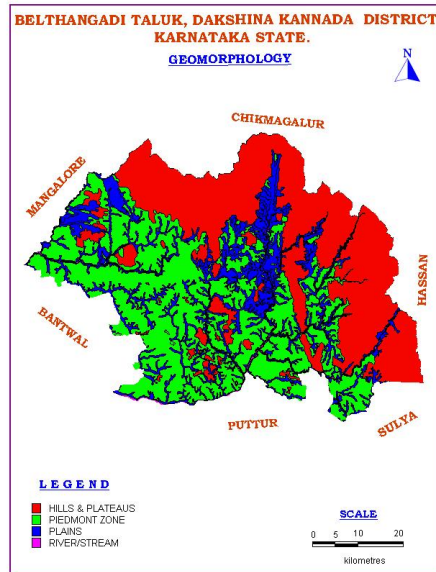 BELTHANGADI TALUK, DAKSHINA KANNADA DISTRICT
KARNATAKA STATE.
GEOMORPHOLOGY
N
CHIKMAGALUR
MANGALORE
HASSAN
BANTWAL
PUTTUR
SULYA
LEGEND
HILLS & PLATEAUS
PIEDMONT ZONE
PLAINS
RIVER/STREAM
SCALE
0 5 10 20
kilometres